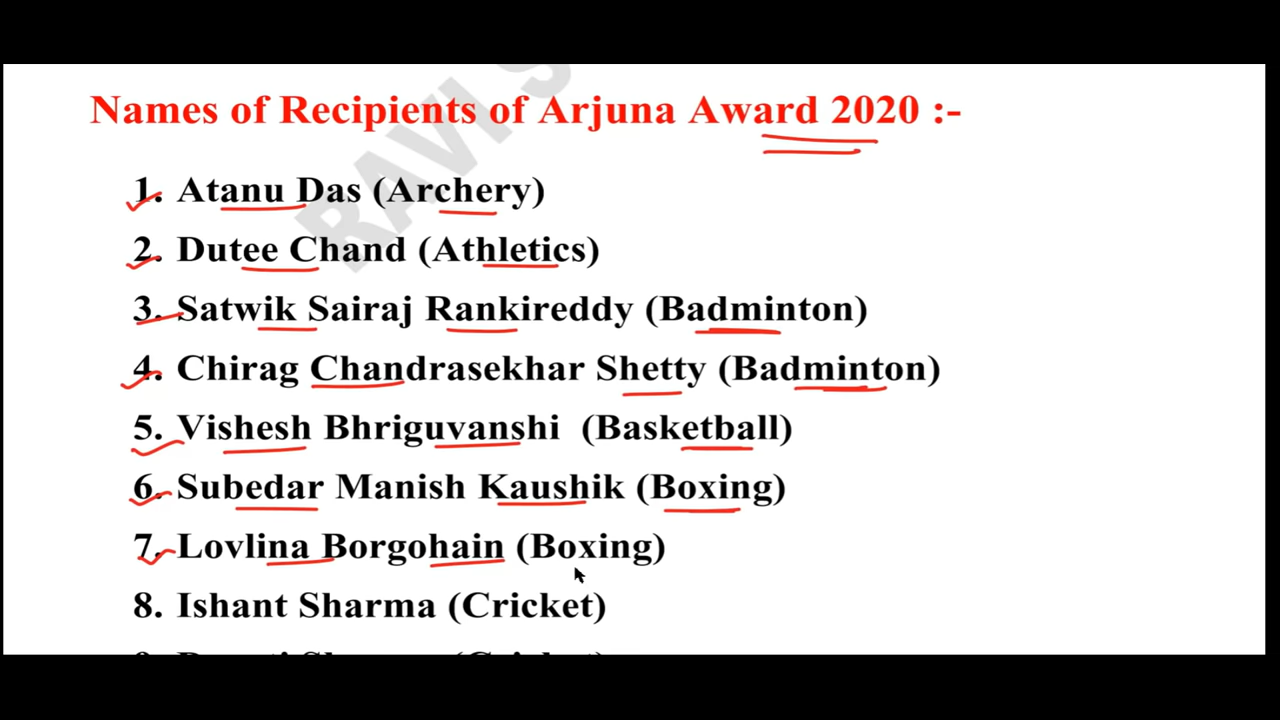 Names of Recipients of Arjuna Award 2020 :-
1. Atanu Das (Archery)
2. Dutee Chand (Athletics)
3. Satwik Sairaj Rankireddy (Badminton)
4. Chirag Chandrasekhar Shetty (Badminton)
5. Vishesh Bhriguvanshi (Basketball)
6. Subedar Manish Kaushik (Boxing)
7. Lovlina Borgohain (Boxing)
8. Ishant Sharma (Cricket)
RAVI